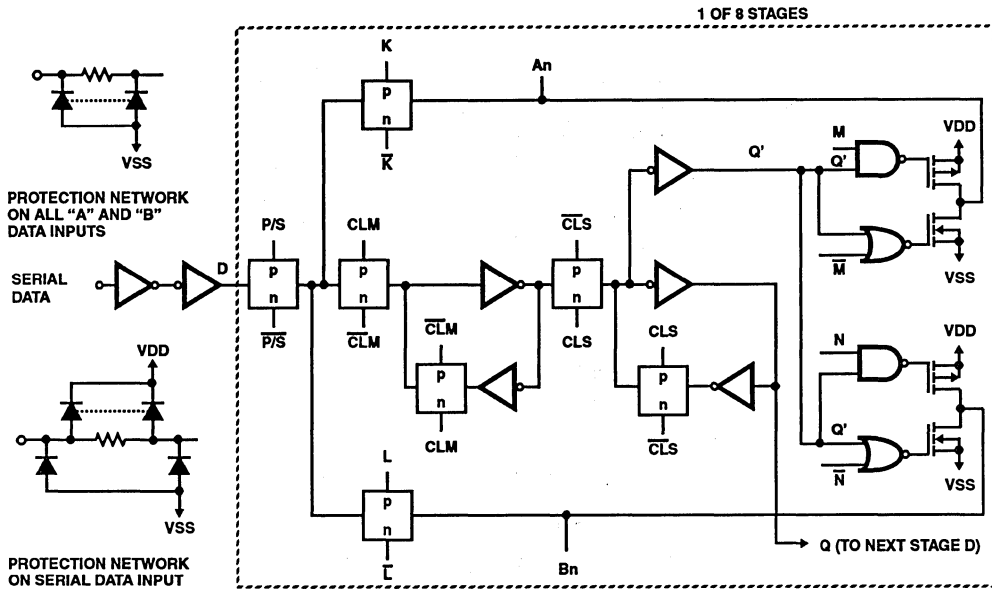 1 OF 8 STAGES
K
p
n
K̅
An
VSS
PROTECTION NETWORK
ON ALL “A” AND “B”
DATA INPUTS
SERIAL
DATA
D
P/S
p
n
P̅/̅S̅
CLM
p
n
C̅L̅M
C̅L̅M
p
n
CLM
C̅L̅S
p
n
CLS
CLS
p
n
C̅L̅S
Q'
M
Q'
M̅
VDD
VSS
N
Q'
N̅
VDD
VSS
VDD
VSS
PROTECTION NETWORK
ON SERIAL DATA INPUT
L
p
n
L̅
Bn
Q (TO NEXT STAGE D)